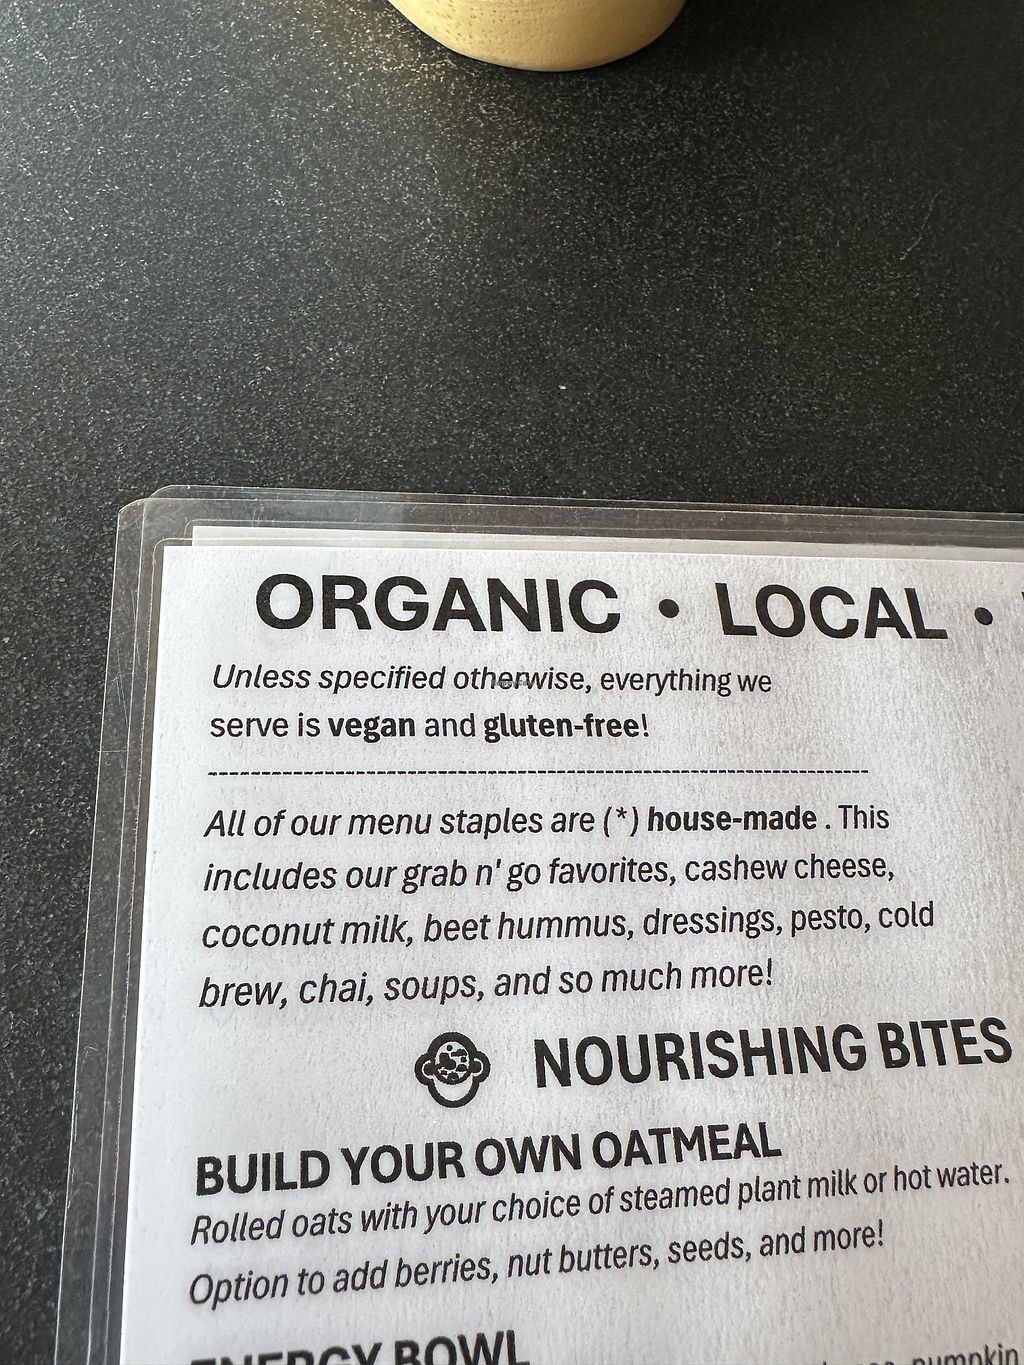 ORGANIC • LOCAL •
Unless specified otherwise, everything we
serve is vegan and gluten-free!
All of our menu staples are (*) house-made . This
includes our grab n' go favorites, cashew cheese,
coconut milk, beet hummus, dressings, pesto, cold
brew, chai, soups, and so much more!
NOURISHING BITES
BUILD YOUR OWN OATMEAL
Rolled oats with your choice of steamed plant milk or hot water.
Option to add berries, nut butters, seeds, and more!
ENERGY BOWL
pumpkin